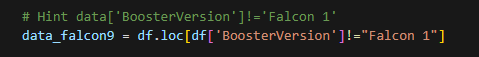 # Hint data['BoosterVersion']!='Falcon 1'
data_falcon9 = df.loc[df['BoosterVersion']!="Falcon 1"]